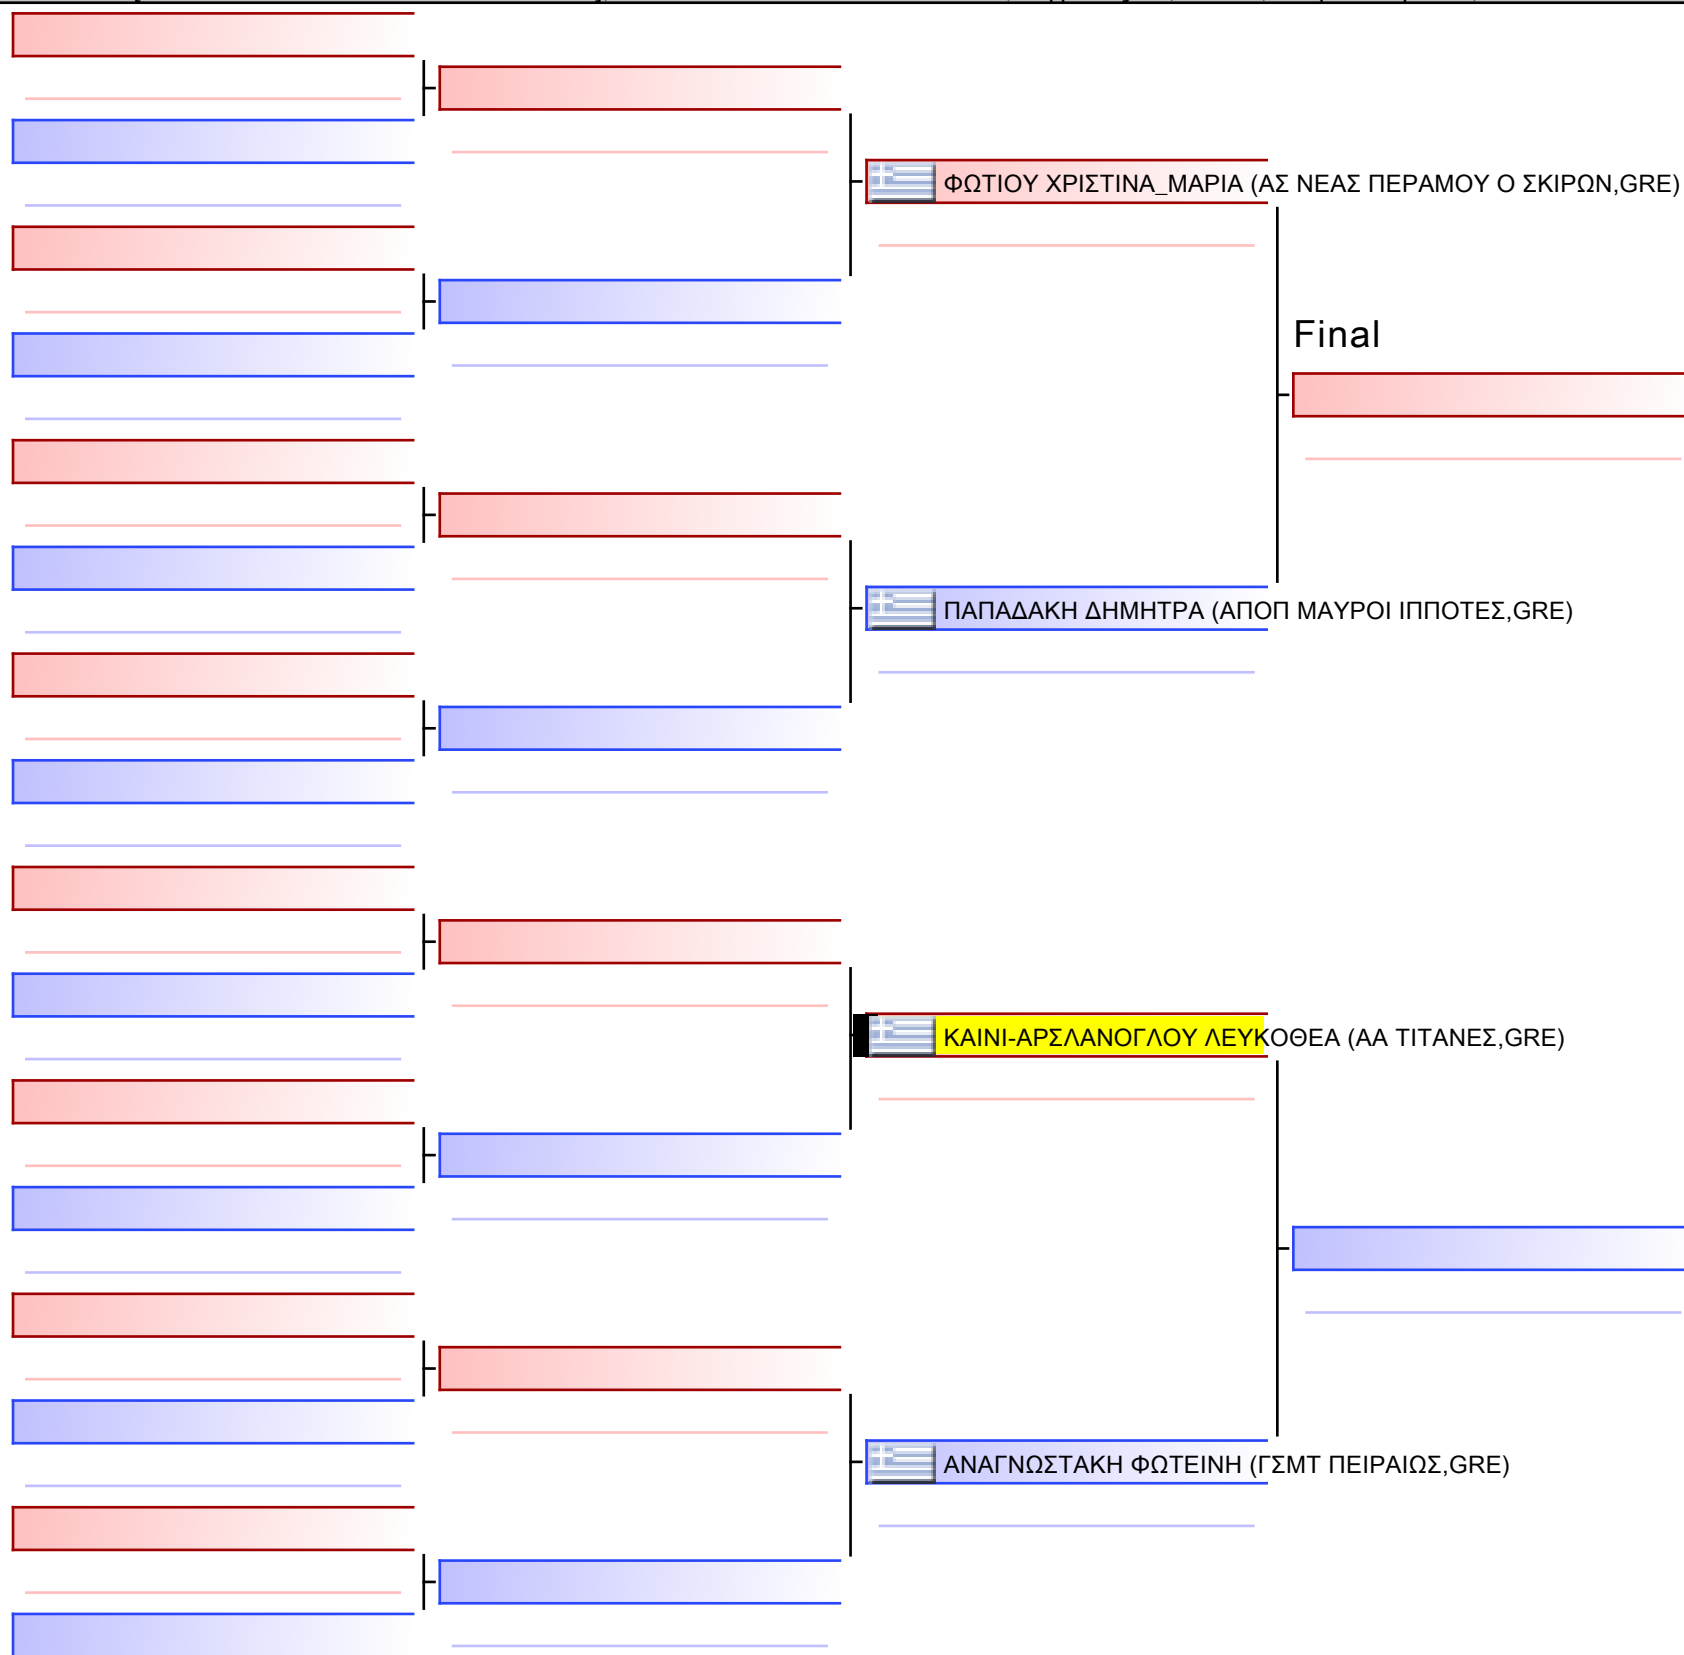 ΦΩΤΙΟΥ ΧΡΙΣΤΙΝΑ_ΜΑΡΙΑ (ΑΣ ΝΕΑΣ ΠΕΡΑΜΟΥ Ο ΣΚΙΡΩΝ,GRE)
Final
ΠΑΠΑΔΑΚΗ ΔΗΜΗΤΡΑ (ΑΠΟΠ ΜΑΥΡΟΙ ΙΠΠΟΤΕΣ,GRE)
ΚΑΙΝΙ-ΑΡΣΛΑΝΟΓΛΟΥ ΛΕΥΚΟΘΕΑ (ΑΑ ΤΙΤΑΝΕΣ,GRE)
ΑΝΑΓΝΩΣΤΑΚΗ ΦΩΤΕΙΝΗ (ΓΣΜΤ ΠΕΙΡΑΙΩΣ,GRE)